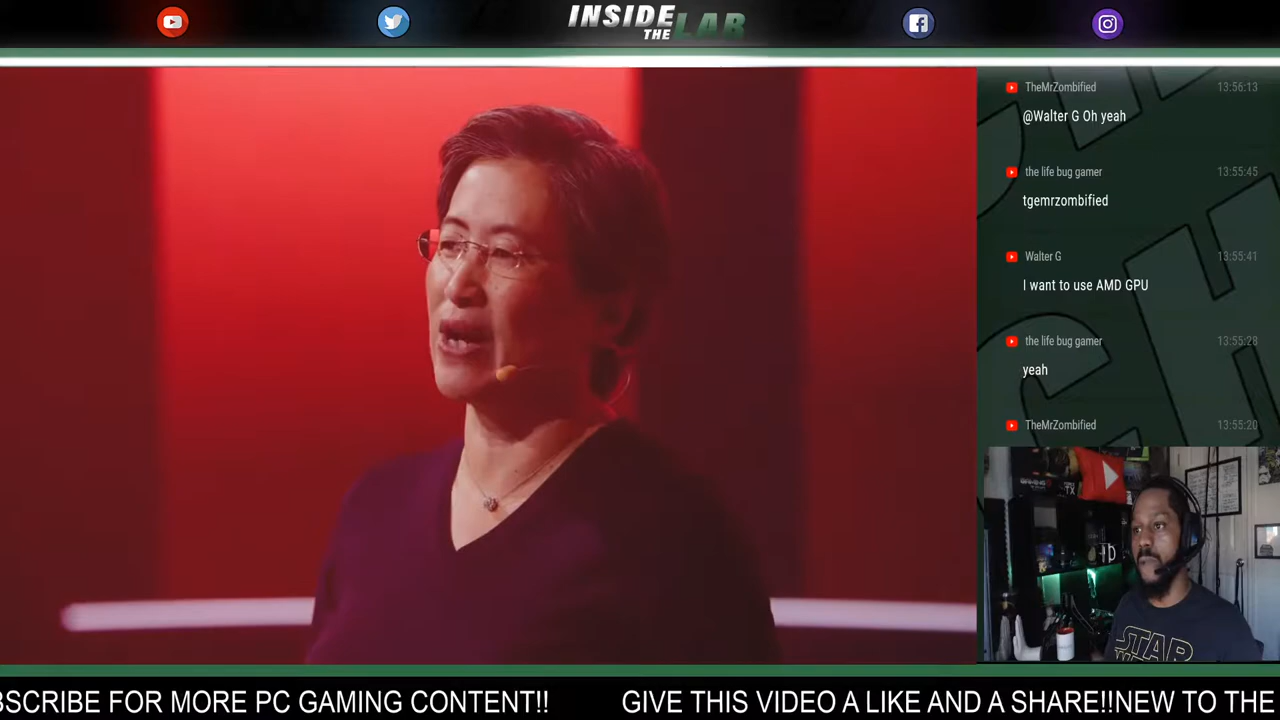 INSIDE
THE LAB
TheMrZombified 13:56:13
@Walter G Oh yeah
the life bug gamer 13:55:45
tgemrzombified
Walter G 13:55:41
I want to use AMD GPU
the life bug gamer 13:55:28
yeah
TheMrZombified 13:55:20
STAR
BSCRIBE FOR MORE PC GAMING CONTENT!! GIVE THIS VIDEO A LIKE AND A SHARE!!NEW TO THE